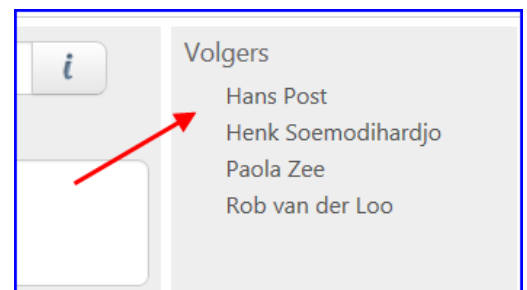 i
Volgers
Hans Post
Henk Soemodihardjo
Paola Zee
Rob van der Loo